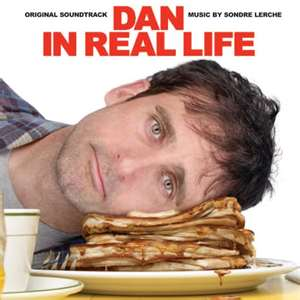 ORIGINAL SOUNDTRACK DAN MUSIC BY SONDRE LERCHE
IN REAL LIFE